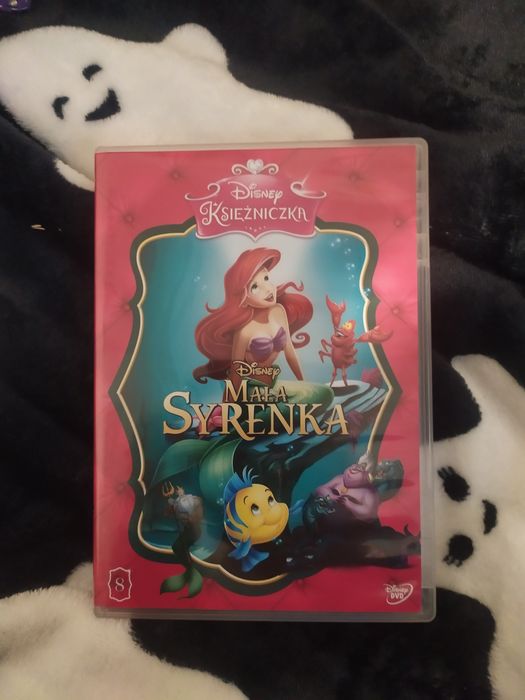 Disney
KSIĘŻNICZKA
Disney
MAŁA
SYRENKA
8
Disney
DVD